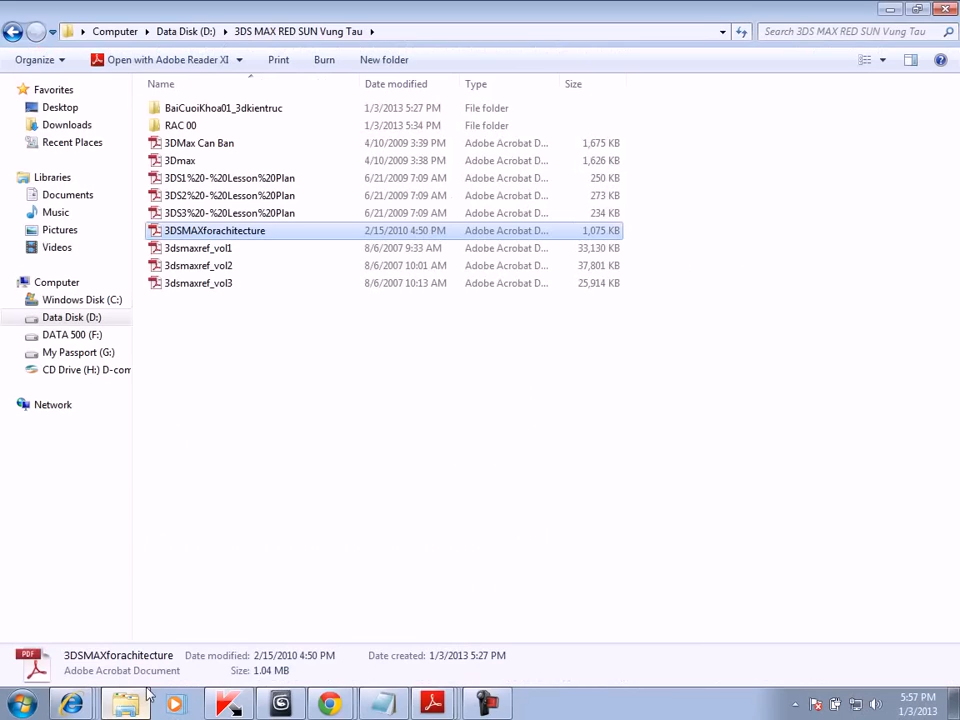 Computer ▸ Data Disk (D:) ▸ 3DS MAX RED SUN Vung Tau ▸
Search 3DS MAX RED SUN Vung Tau
Organize Open with Adobe Reader XI Print Burn New folder
Name Date modified Type Size
Favorites
Desktop
Downloads
Recent Places
Libraries
Documents
Music
Pictures
Videos
Computer
Windows Disk (C:)
Data Disk (D:)
DATA 500 (F:)
My Passport (G:)
CD Drive (H:) D-com
Network
BaiCuoiKhoa01_3dkientruc 1/3/2013 5:27 PM File folder
RAC 00 1/3/2013 5:34 PM File folder
3DMax Can Ban 4/10/2009 3:39 PM Adobe Acrobat D... 1,675 KB
3Dmax 4/10/2009 3:38 PM Adobe Acrobat D... 1,626 KB
3DS1%20-%20Lesson%20Plan 6/21/2009 7:09 AM Adobe Acrobat D... 250 KB
3DS2%20-%20Lesson%20Plan 6/21/2009 7:09 AM Adobe Acrobat D... 273 KB
3DS3%20-%20Lesson%20Plan 6/21/2009 7:09 AM Adobe Acrobat D... 234 KB
3DSMAXforachitecture 2/15/2010 4:50 PM Adobe Acrobat D... 1,075 KB
3dsmaxref_vol1 8/6/2007 9:33 AM Adobe Acrobat D... 33,130 KB
3dsmaxref_vol2 8/6/2007 10:01 AM Adobe Acrobat D... 37,801 KB
3dsmaxref_vol3 8/6/2007 10:13 AM Adobe Acrobat D... 25,914 KB
PDF
3DSMAXforachitecture Date modified: 2/15/2010 4:50 PM Date created: 1/3/2013 5:27 PM
Adobe Acrobat Document Size: 1.04 MB
5:57 PM
1/3/2013